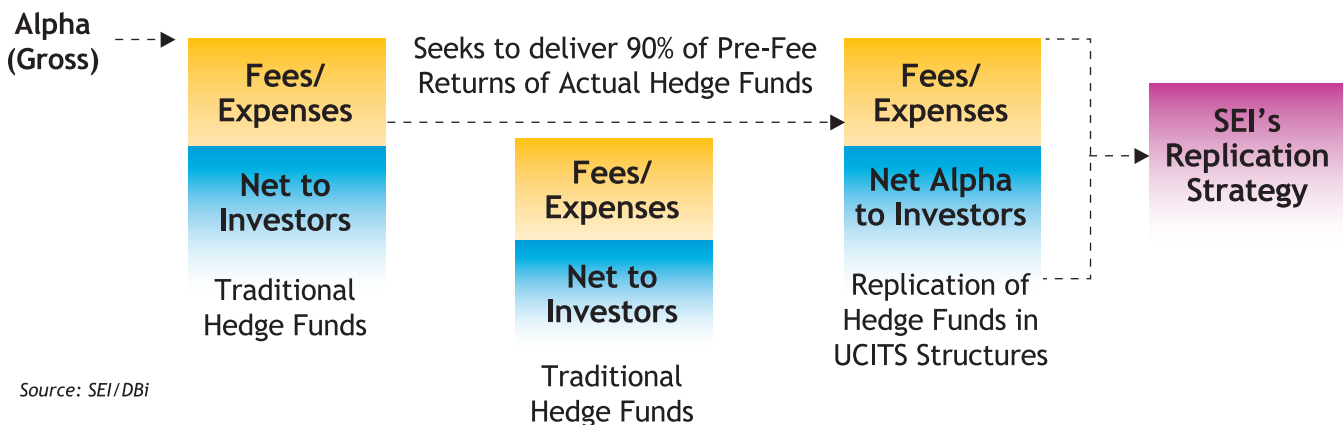 Alpha
(Gross)
Fees/
Expenses
Net to
Investors
Traditional
Hedge Funds
Seeks to deliver 90% of Pre-Fee
Returns of Actual Hedge Funds
Fees/
Expenses
Net to
Investors
Traditional
Hedge Funds
Fees/
Expenses
Net Alpha
to Investors
Replication of
Hedge Funds in
UCITS Structures
SEI’s
Replication
Strategy
Source: SEI/DBi